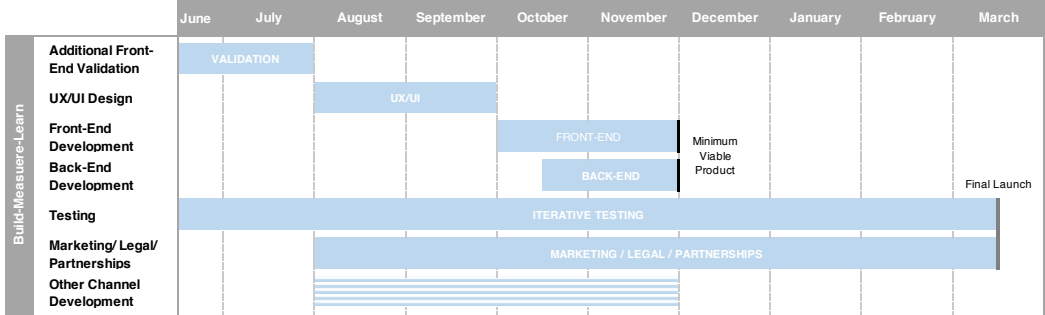 June July August September October November December January February March
Build-Measuere-Learn
Additional Front-
End Validation
VALIDATION
UX/UI Design
UX/UI
Front-End
Development
FRONT-END
Back-End
Development
BACK-END
Minimum
Viable
Product
Final Launch
Testing
ITERATIVE TESTING
Marketing/ Legal/
Partnerships
MARKETING / LEGAL / PARTNERSHIPS
Other Channel
Development